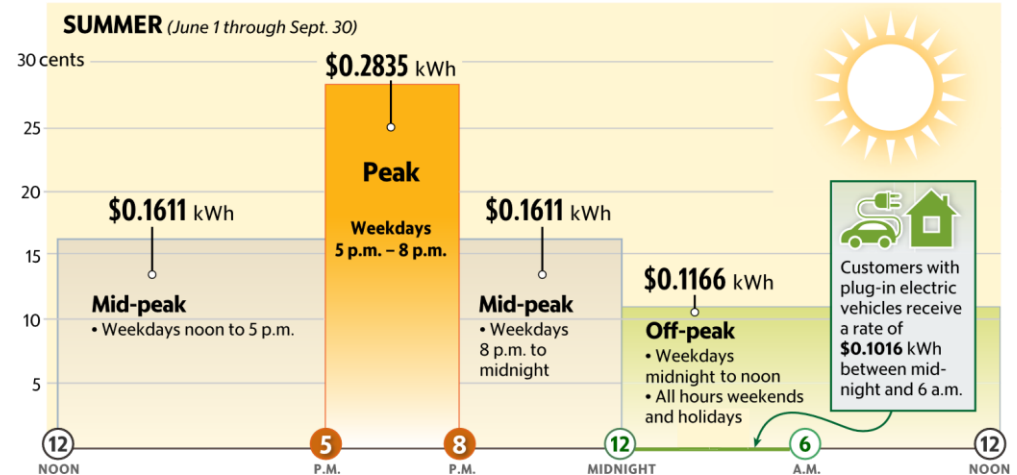 SUMMER (June 1 through Sept. 30)
30 cents
25
20
15
10
5
$0.1611 kWh
Mid-peak
• Weekdays noon to 5 p.m.
$0.2835 kWh
Peak
Weekdays
5 p.m. – 8 p.m.
$0.1611 kWh
Mid-peak
• Weekdays
8 p.m. to
midnight
$0.1166 kWh
Off-peak
• Weekdays
midnight to noon
• All hours weekends
and holidays
Customers with
plug-in electric
vehicles receive
a rate of
$0.1016 kWh
between mid-
night and 6 a.m.
12
NOON
5
P.M.
8
P.M.
12
MIDNIGHT
6
A.M.
12
NOON